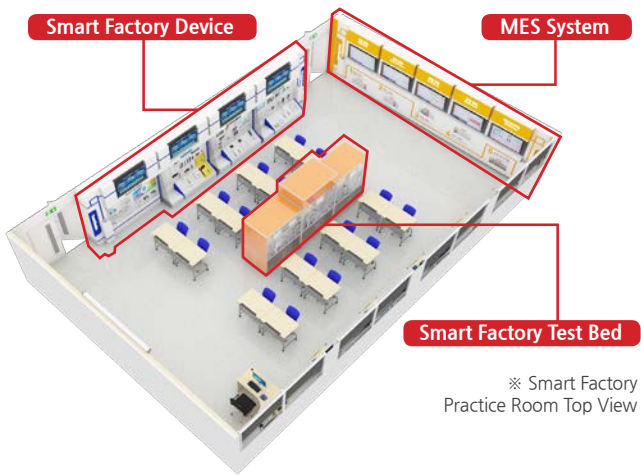 Smart Factory Device
MES System
Smart Factory Test Bed
※ Smart Factory
Practice Room Top View